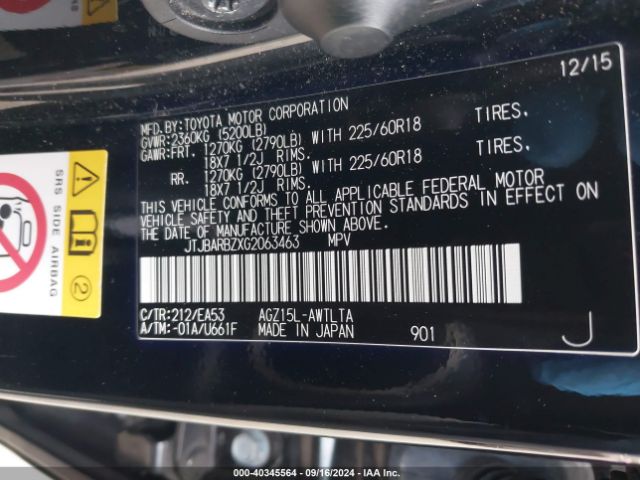 12/15
MFD.BY:TOYOTA MOTOR CORPORATION
GVWR:2360KG (5200LB)
GAWR:FRT. 1270KG (2790LB) WITH 225/60R18 TIRES.
18X7 1/2J RIMS.
RR. 1270KG (2790LB) WITH 225/60R18 TIRES.
18X7 1/2J RIMS.
THIS VEHICLE CONFORMS TO ALL APPLICABLE FEDERAL MOTOR
VEHICLE SAFETY AND THEFT PREVENTION STANDARDS IN EFFECT ON
THE DATE OF MANUFACTURE SHOWN ABOVE.
JTJBARBZXG2063463 MPV
C/TR:212/EA53 AGZ15L-AWTLTA
A/TM:-01A/U661F MADE IN JAPAN 901 J
SRS SIDE AIRBAG
2
000-40345564 / 09/16/2024 / IAA Inc.